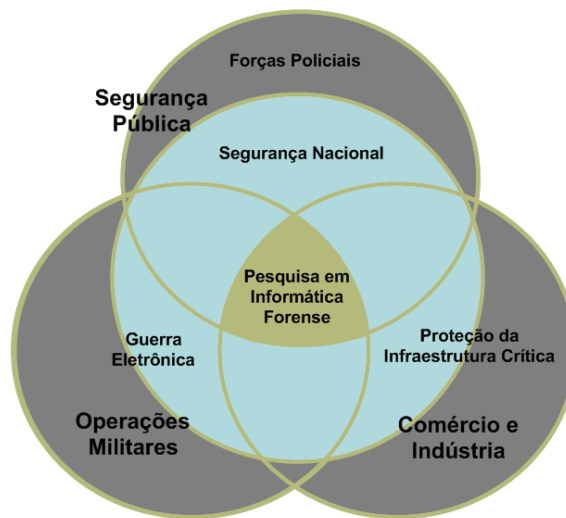 Forças Policiais
Segurança
Pública
Segurança Nacional
Pesquisa em
Informática
Forense
Guerra
Eletrônica
Proteção da
Infraestrutura Crítica
Operações
Militares
Comércio e
Indústria